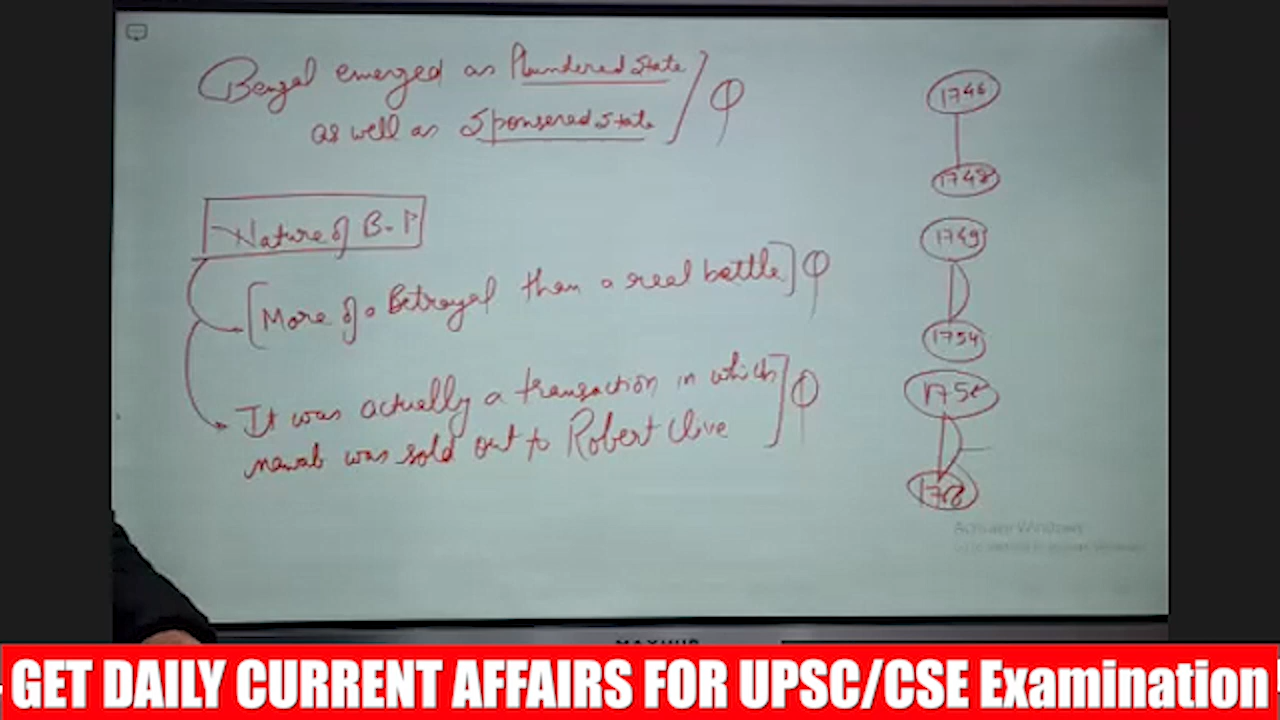 Bengal emerged as Plundered State
as well as Sponsered State
Nature of B.P
[More of a Betrayal than a real battle]
It was actually a transaction in which
nawab was sold out to Robert Clive
1746
1748
1749
1754
Activate Windows
MAXHUB
GET DAILY CURRENT AFFAIRS FOR UPSC/CSE Examination